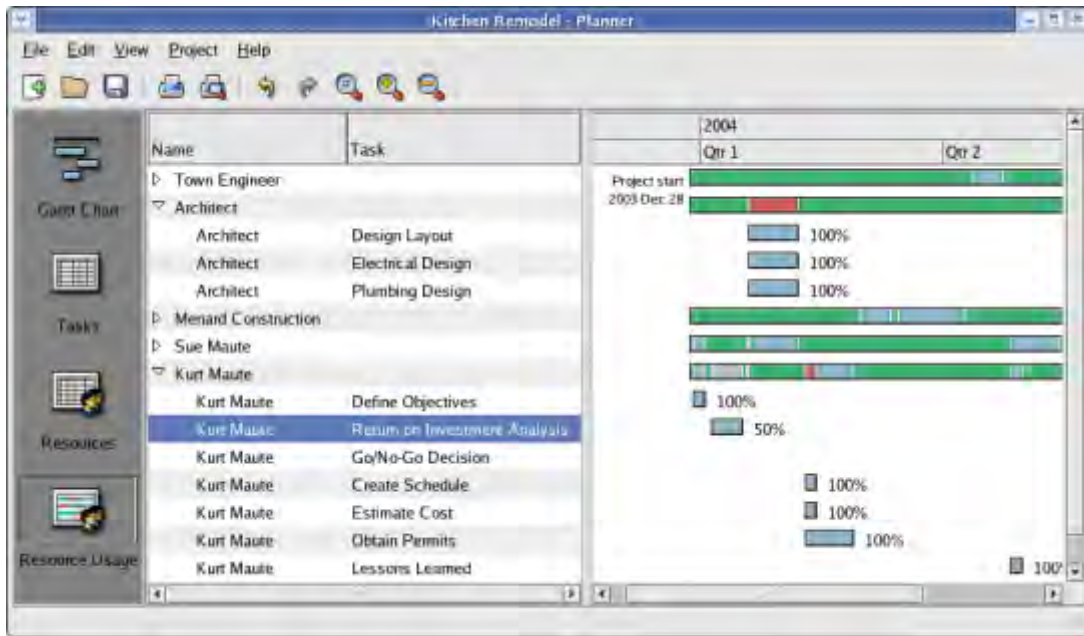 Kitchen Remodel - Planner
File Edit View Project Help
2004
Name Task Qtr 1 Qtr 2
Town Engineer Project start
Architect 2003 Dec 28
Architect Design Layout 100%
Architect Electrical Design 100%
Architect Plumbing Design 100%
Menard Construction
Sue Maute
Kurt Maute
Kurt Maute Define Objectives 100%
Kurt Maute Return on Investment Analysis 50%
Kurt Maute Go/No-Go Decision
Kurt Maute Create Schedule 100%
Kurt Maute Estimate Cost 100%
Kurt Maute Obtain Permits 100%
Kurt Maute Lessons Learned 100%
Gantt Chart
Tasks
Resources
Resource Usage